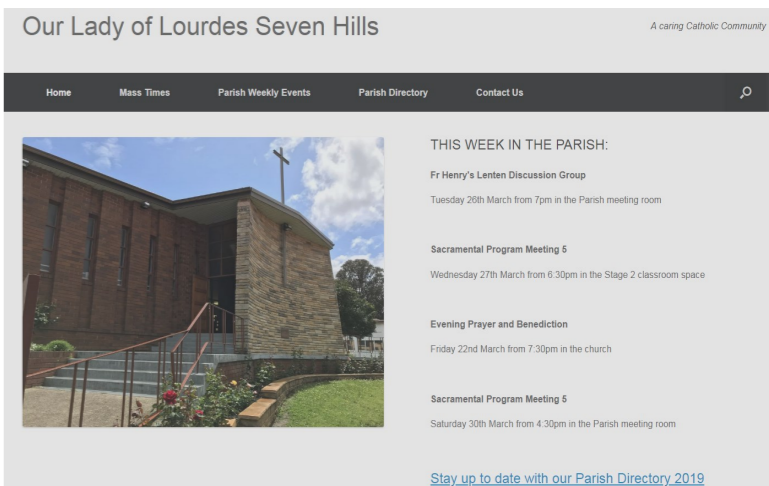 Our Lady of Lourdes Seven Hills
A caring Catholic Community
Home Mass Times Parish Weekly Events Parish Directory Contact Us
THIS WEEK IN THE PARISH:
Fr Henry's Lenten Discussion Group
Tuesday 26th March from 7pm in the Parish meeting room
Sacramental Program Meeting 5
Wednesday 27th March from 6:30pm in the Stage 2 classroom space
Evening Prayer and Benediction
Friday 22nd March from 7:30pm in the church
Sacramental Program Meeting 5
Saturday 30th March from 4:30pm in the Parish meeting room
Stay up to date with our Parish Directory 2019